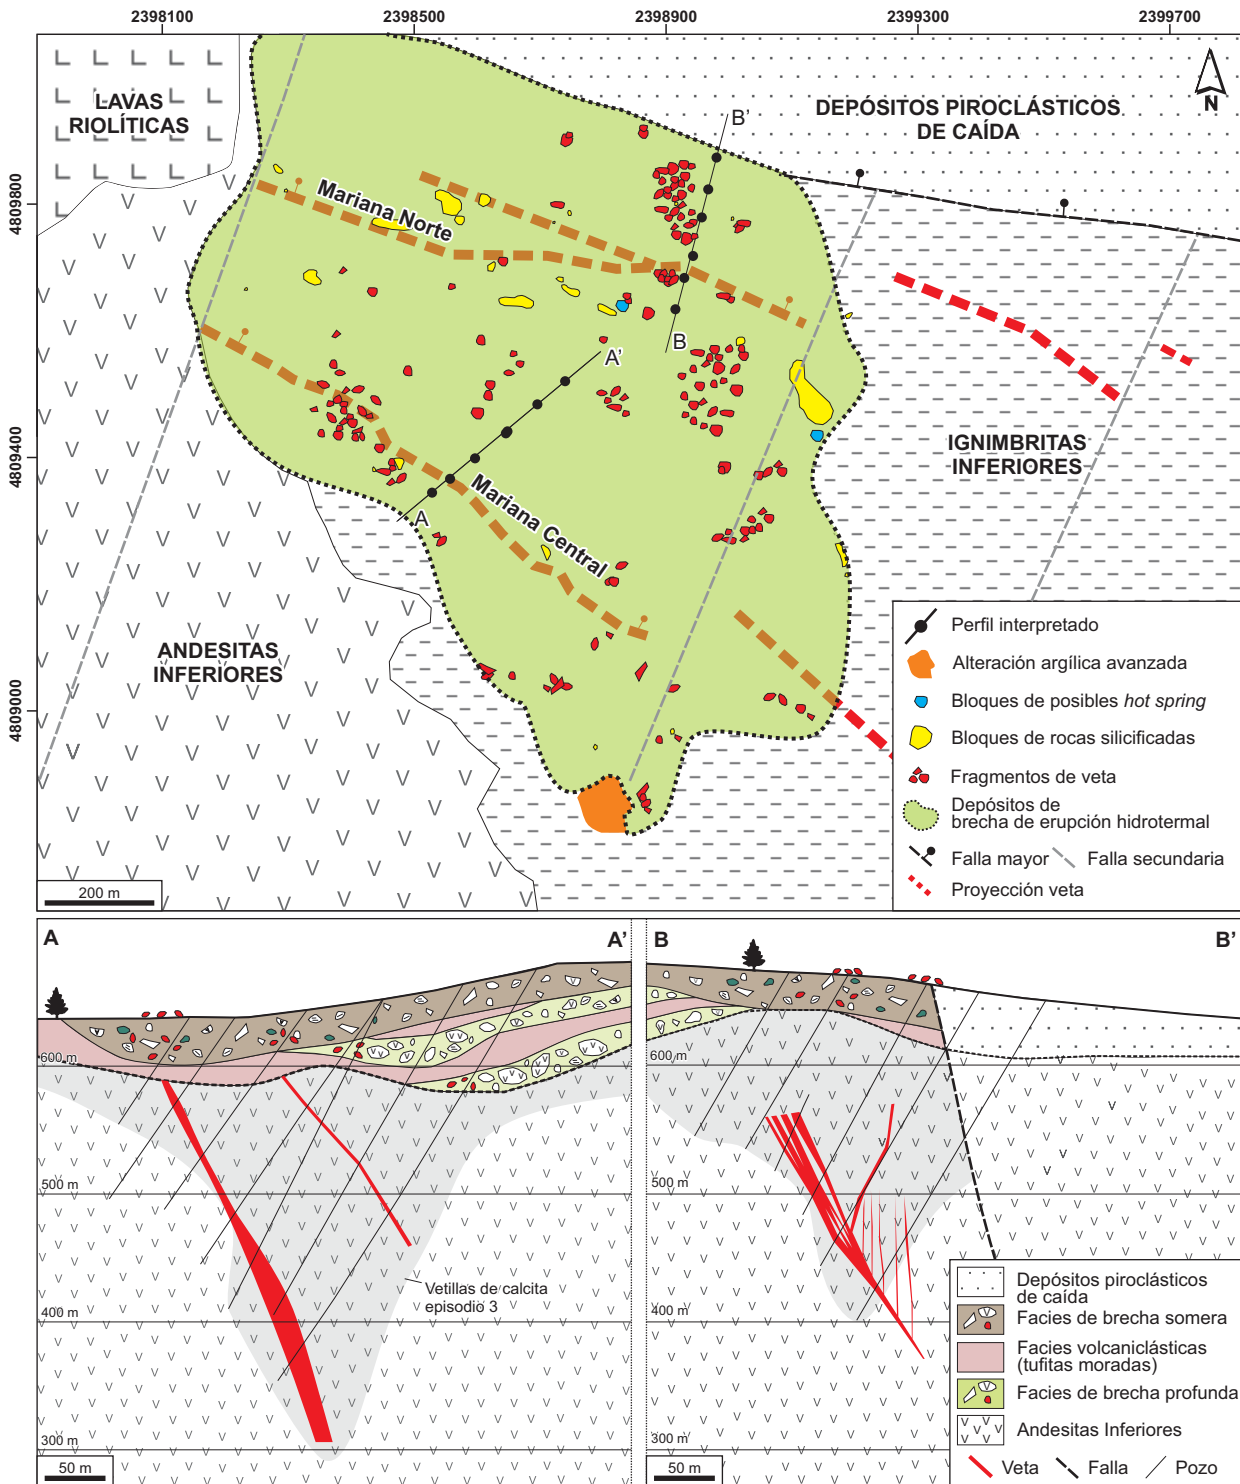 2398100 2398500 2398900 2399300 2399700
4809800
4809400
4809000
LAVAS
RIOLÍTICAS
DEPÓSITOS PIROCLÁSTICOS
DE CAÍDA
N
B'
Mariana Norte
B
A'
A
Mariana Central
IGNIMBRITAS
INFERIORES
ANDESITAS
INFERIORES
200 m
Perfil interpretado
Alteración argílica avanzada
Bloques de posibles hot spring
Bloques de rocas silicificadas
Fragmentos de veta
Depósitos de
brecha de erupción hidrotermal
Falla mayor Falla secundaria
Proyección veta
A A'
600 m
500 m
400 m
300 m
Vetillas de calcita
episodio 3
50 m
B B'
600 m
500 m
400 m
300 m
50 m
Depósitos piroclásticos
de caída
Facies de brecha somera
Facies volcaniclásticas
(tufitas moradas)
Facies de brecha profunda
Andesitas Inferiores
Veta Falla Pozo